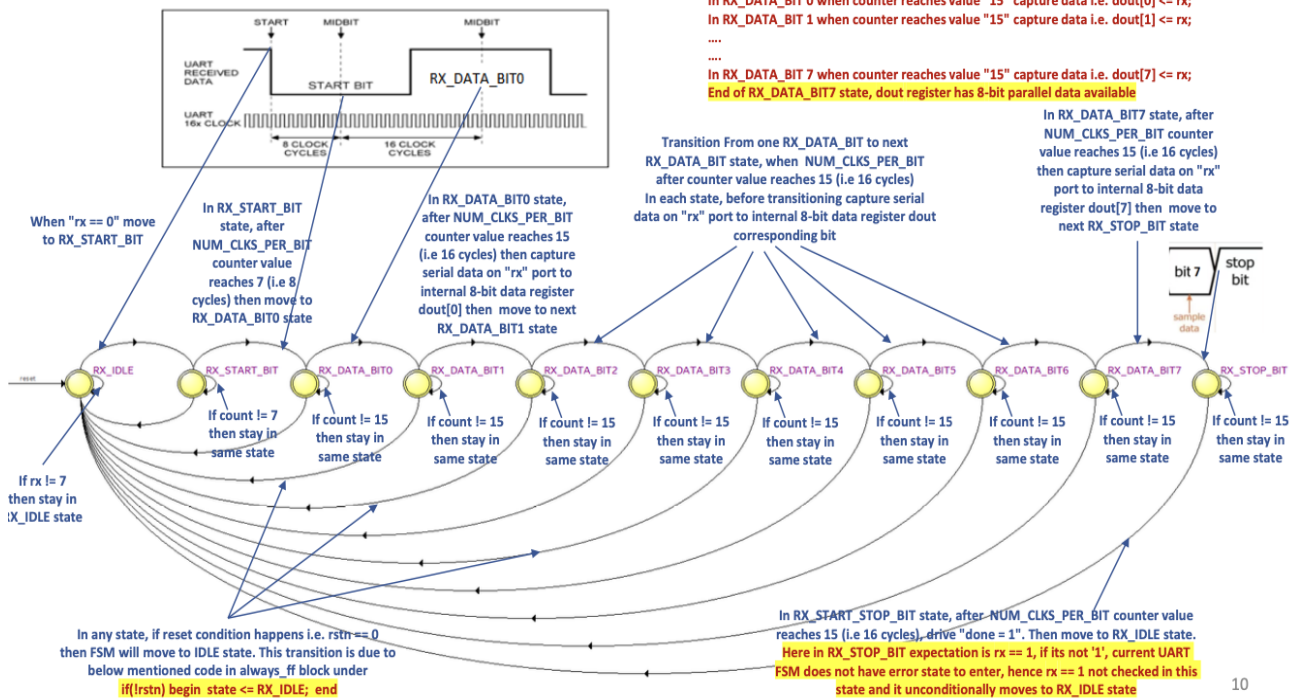 In RX_DATA_BIT 0 when counter reaches value "15" capture data i.e. dout[0] <= rx;
In RX_DATA_BIT 1 when counter reaches value "15" capture data i.e. dout[1] <= rx;
....
....
In RX_DATA_BIT 7 when counter reaches value "15" capture data i.e. dout[7] <= rx;
End of RX_DATA_BIT7 state, dout register has 8-bit parallel data available
START
MIDBIT
MIDBIT
UART
RECEIVED
DATA
START BIT
RX_DATA_BIT0
UART
16x CLOCK
8 CLOCK
CYCLES
16 CLOCK
CYCLES
When "rx == 0" move
to RX_START_BIT
In RX_START_BIT
state, after
NUM_CLKS_PER_BIT
counter value
reaches 7 (i.e 8
cycles) then move to
RX_DATA_BIT0 state
In RX_DATA_BIT0 state,
after NUM_CLKS_PER_BIT
counter value reaches 15
(i.e 16 cycles) then capture
serial data on "rx" port to
internal 8-bit data register
dout[0] then move to next
RX_DATA_BIT1 state
Transition From one RX_DATA_BIT to next
RX_DATA_BIT state, when NUM_CLKS_PER_BIT
after counter value reaches 15 (i.e 16 cycles)
In each state, before transitioning capture serial
data on "rx" port to internal 8-bit data register dout
corresponding bit
In RX_DATA_BIT7 state, after
NUM_CLKS_PER_BIT counter
value reaches 15 (i.e 16 cycles)
then capture serial data on "rx"
port to internal 8-bit data
register dout[7] then move to
next RX_STOP_BIT state
bit 7
stop
bit
sample
data
reset
RX_IDLE
RX_START_BIT
RX_DATA_BIT0
RX_DATA_BIT1
RX_DATA_BIT2
RX_DATA_BIT3
RX_DATA_BIT4
RX_DATA_BIT5
RX_DATA_BIT6
RX_DATA_BIT7
RX_STOP_BIT
If rx != 7
then stay in
RX_IDLE state
If count != 7
then stay in
same state
If count != 15
then stay in
same state
If count != 15
then stay in
same state
If count != 15
then stay in
same state
If count != 15
then stay in
same state
If count != 15
then stay in
same state
If count != 15
then stay in
same state
If count != 15
then stay in
same state
If count != 15
then stay in
same state
If count != 15
then stay in
same state
In any state, if reset condition happens i.e. rstn == 0
then FSM will move to IDLE state. This transition is due to
below mentioned code in always_ff block under
if(!rstn) begin state <= RX_IDLE; end
In RX_START_STOP_BIT state, after NUM_CLKS_PER_BIT counter value
reaches 15 (i.e 16 cycles), drive "done = 1". Then move to RX_IDLE state.
Here in RX_STOP_BIT expectation is rx == 1, if its not '1', current UART
FSM does not have error state to enter, hence rx == 1 not checked in this
state and it unconditionally moves to RX_IDLE state
10